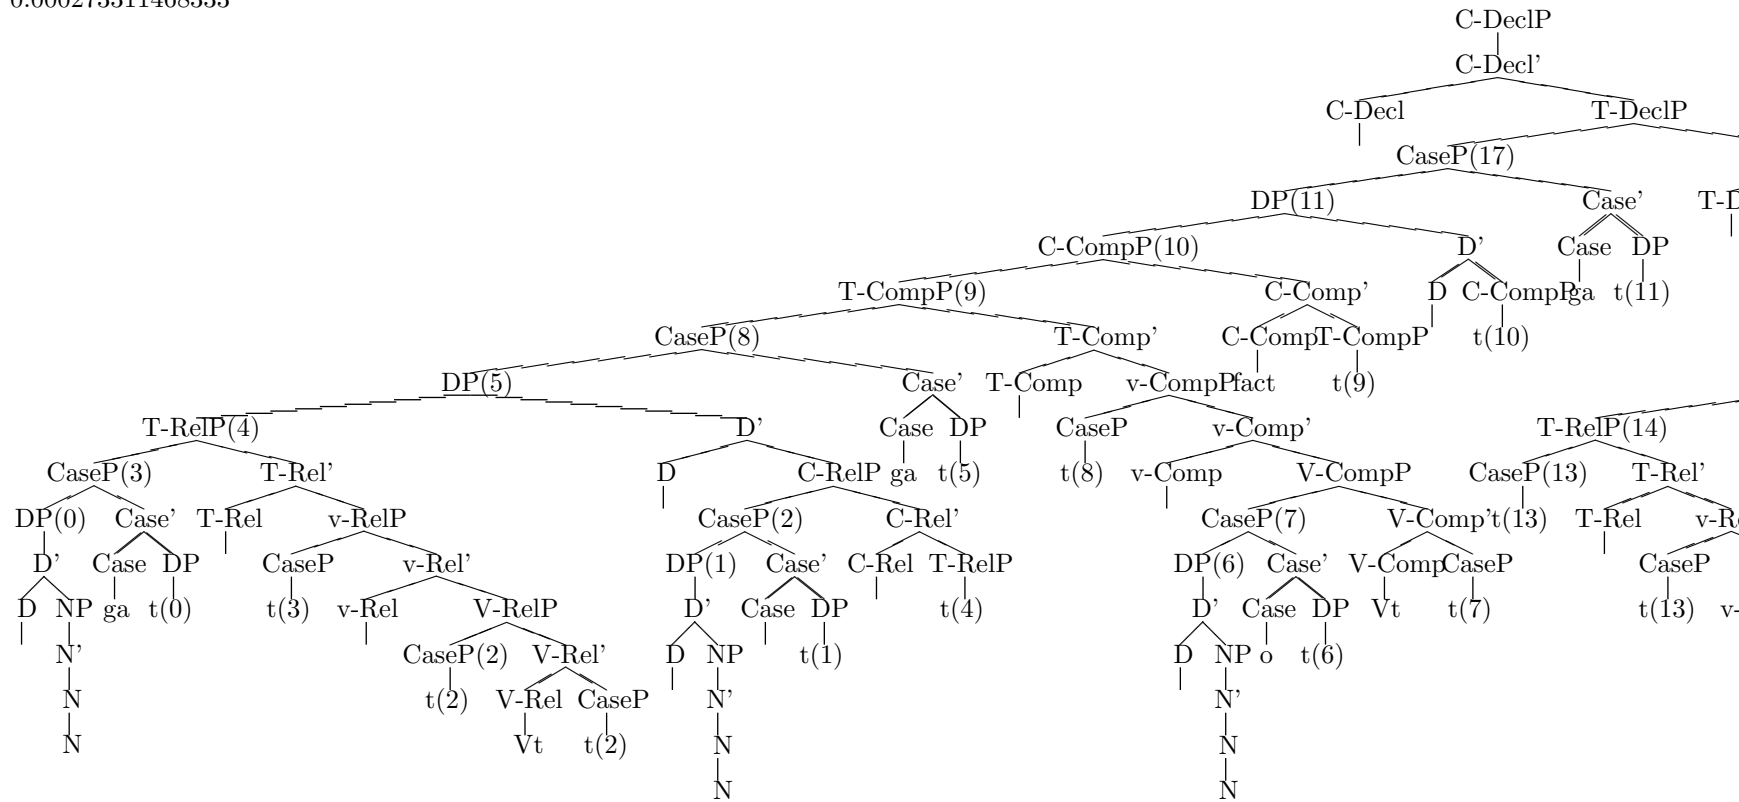 C-DeclP
C-Decl'
C-Decl T-DeclP
CaseP(17)
DP(11) Case'
C-CompP(10) D' Case DP
T-CompP(9) C-Comp' D C-CompP ga t(11)
CaseP(8) T-Comp' C-Comp T-CompP t(10)
DP(5) Case' T-Comp v-CompP fact t(9)
T-RelP(4) D' Case DP CaseP v-Comp' T-RelP(14)
CaseP(3) T-Rel' D C-RelP ga t(5) t(8) v-Comp V-CompP CaseP(13) T-Rel'
DP(0) Case' T-Rel v-RelP CaseP(2) C-Rel' CaseP(7) V-Comp' t(13) T-Rel
D' Case DP CaseP v-Rel' DP(1) Case' C-Rel T-RelP DP(6) Case' V-Comp CaseP CaseP
D NP ga t(0) t(3) v-Rel V-RelP D' Case DP t(4) D' Case DP Vt t(7) t(13)
N' CaseP(2) V-Rel' D NP t(1) D NP o t(6)
N t(2) V-Rel CaseP N' N'
N Vt t(2) N N
N N